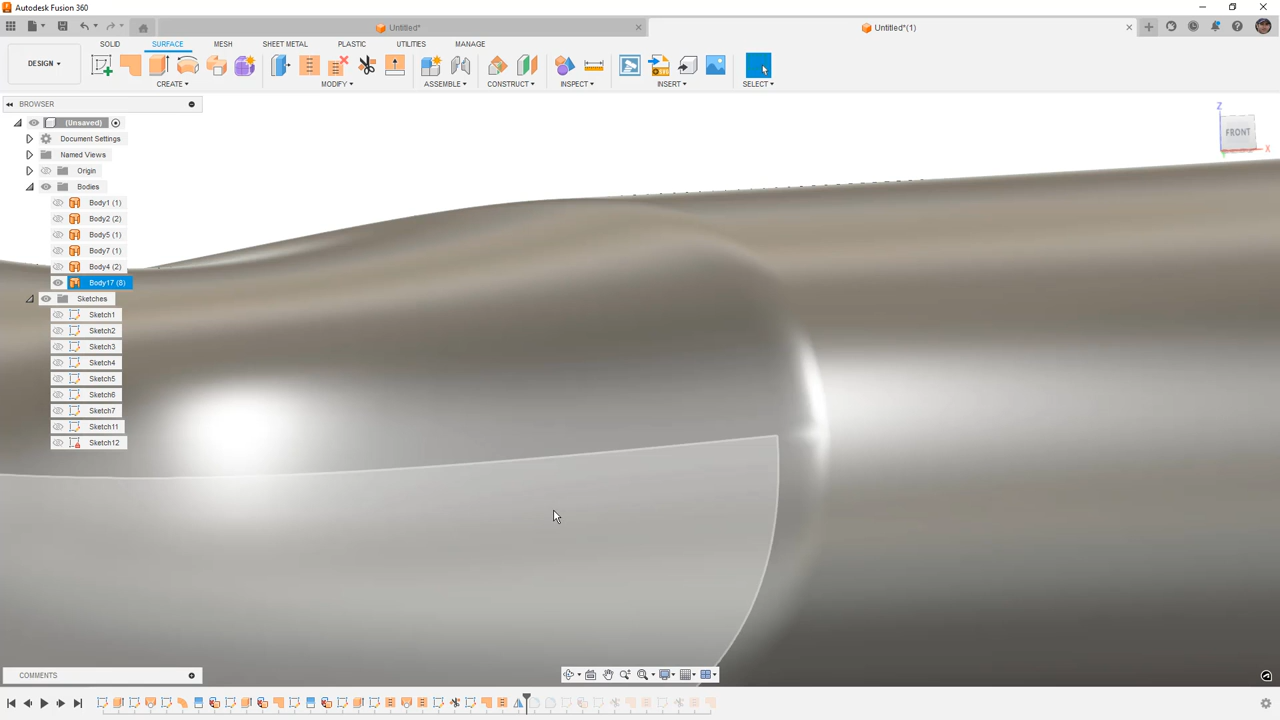 Autodesk Fusion 360
Untitled*
Untitled*(1)
DESIGN ▾
SOLID
SURFACE
MESH
SHEET METAL
PLASTIC
UTILITIES
MANAGE
CREATE ▾
MODIFY ▾
ASSEMBLE ▾
CONSTRUCT ▾
INSPECT ▾
INSERT ▾
SELECT ▾
BROWSER
(Unsaved)
Document Settings
Named Views
Origin
Bodies
Body1 (1)
Body2 (2)
Body5 (1)
Body7 (1)
Body4 (2)
Body17 (8)
Sketches
Sketch1
Sketch2
Sketch3
Sketch4
Sketch5
Sketch6
Sketch7
Sketch11
Sketch12
Z
FRONT
X
COMMENTS